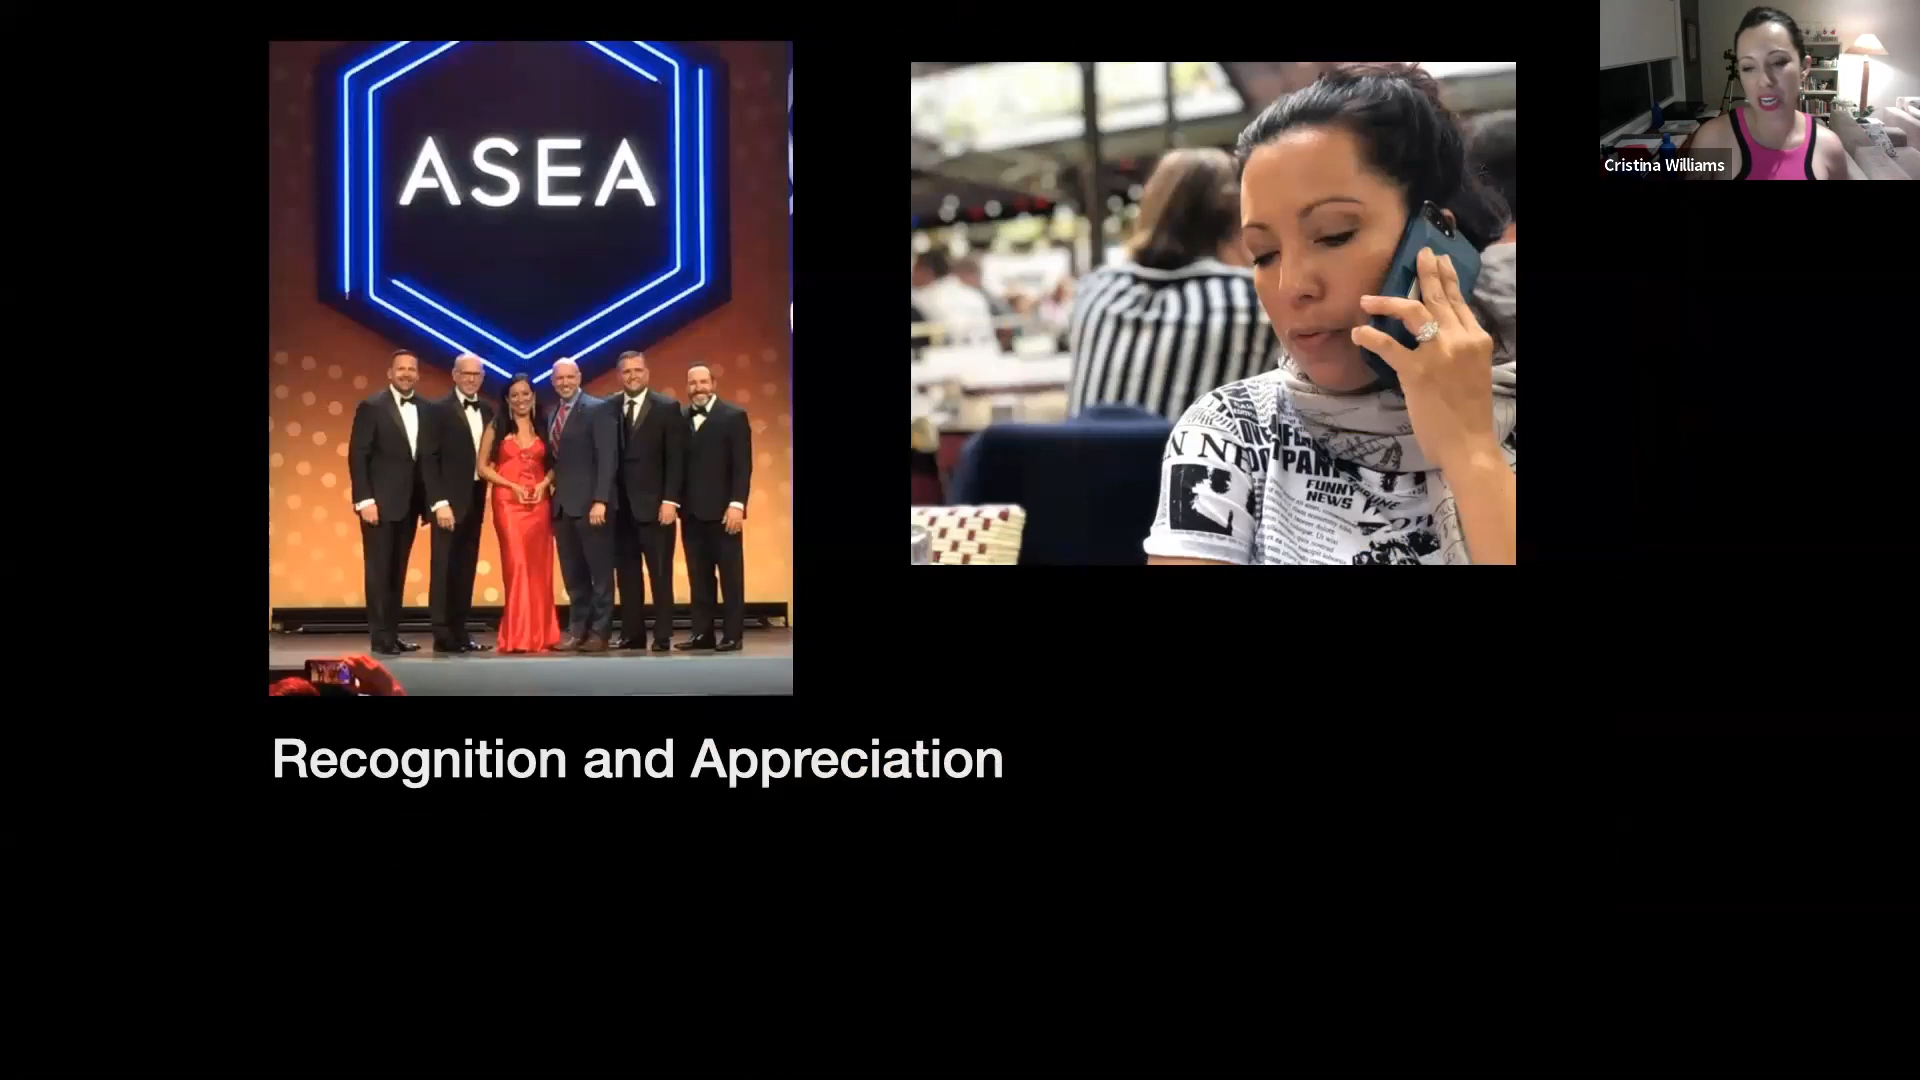 ASEA
Cristina Williams
FUNNY
NEWS
Recognition and Appreciation